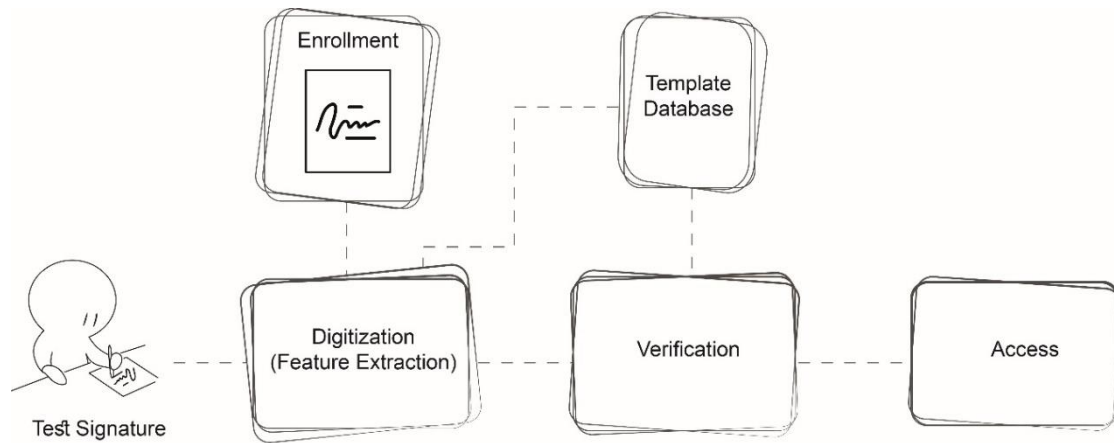 Enrollment
Template
Database
Digitization
(Feature Extraction)
Verification
Access
Test Signature